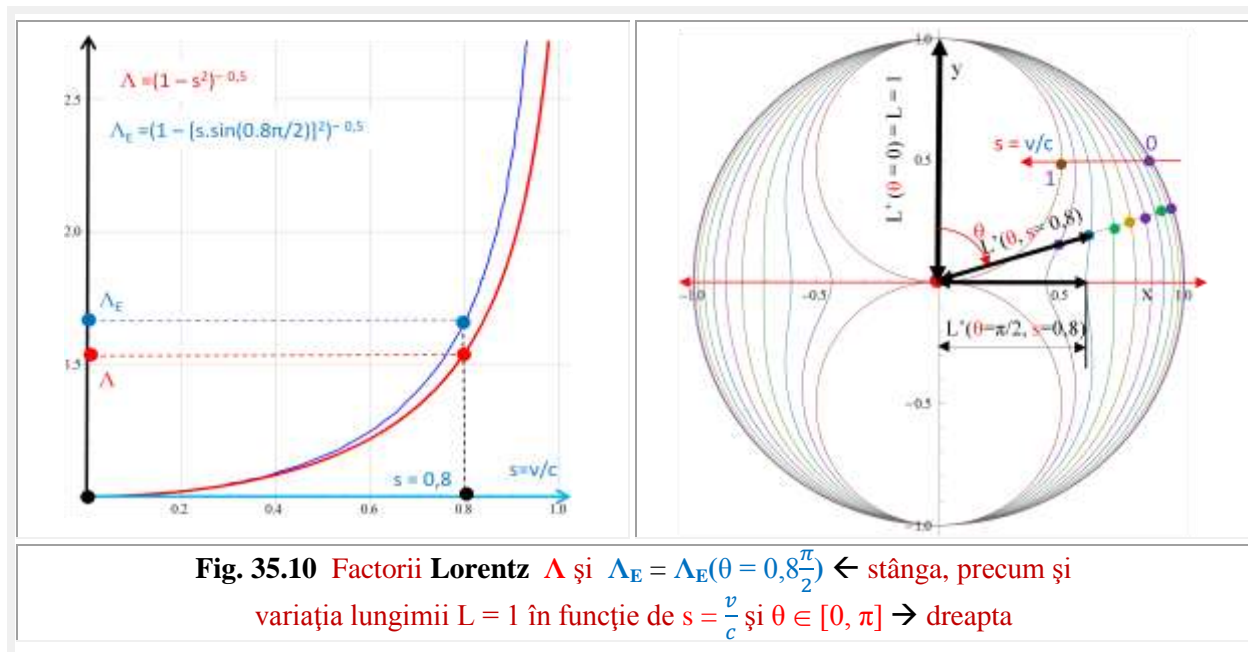 Λ =(1 – s²)⁻ ⁰,⁵
Λ_E =(1 – [s.sin(0.8π/2)]²)⁻ ⁰,⁵
2.5
2.0
Λ_E
1.5
Λ
s = 0,8
s=v/c
0.2
0.4
0.6
0.8
1.0
1.0
y
L' (θ = 0) = L = 1
s = v/c
0
0.5
1
θ
L'(θ, s= 0,8)
−1.0
−0.5
0.5
X
1.0
L'(θ=π/2, s=0,8)
−0.5
−1.0
Fig. 35.10 Factorii Lorentz Λ şi Λ_E = Λ_E(θ = 0,8π/2) ← stânga, precum şi
variaţia lungimii L = 1 în funcţie de s = v/c şi θ ∈ [0, π] → dreapta